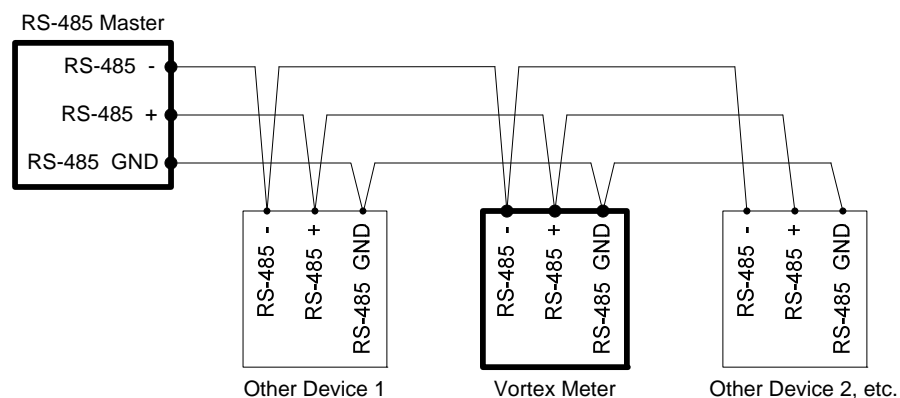 RS-485 Master
RS-485 -
RS-485 +
RS-485 GND
RS-485 -
RS-485 +
RS-485 GND
RS-485 -
RS-485 +
RS-485 GND
RS-485 -
RS-485 +
RS-485 GND
Other Device 1
Vortex Meter
Other Device 2, etc.